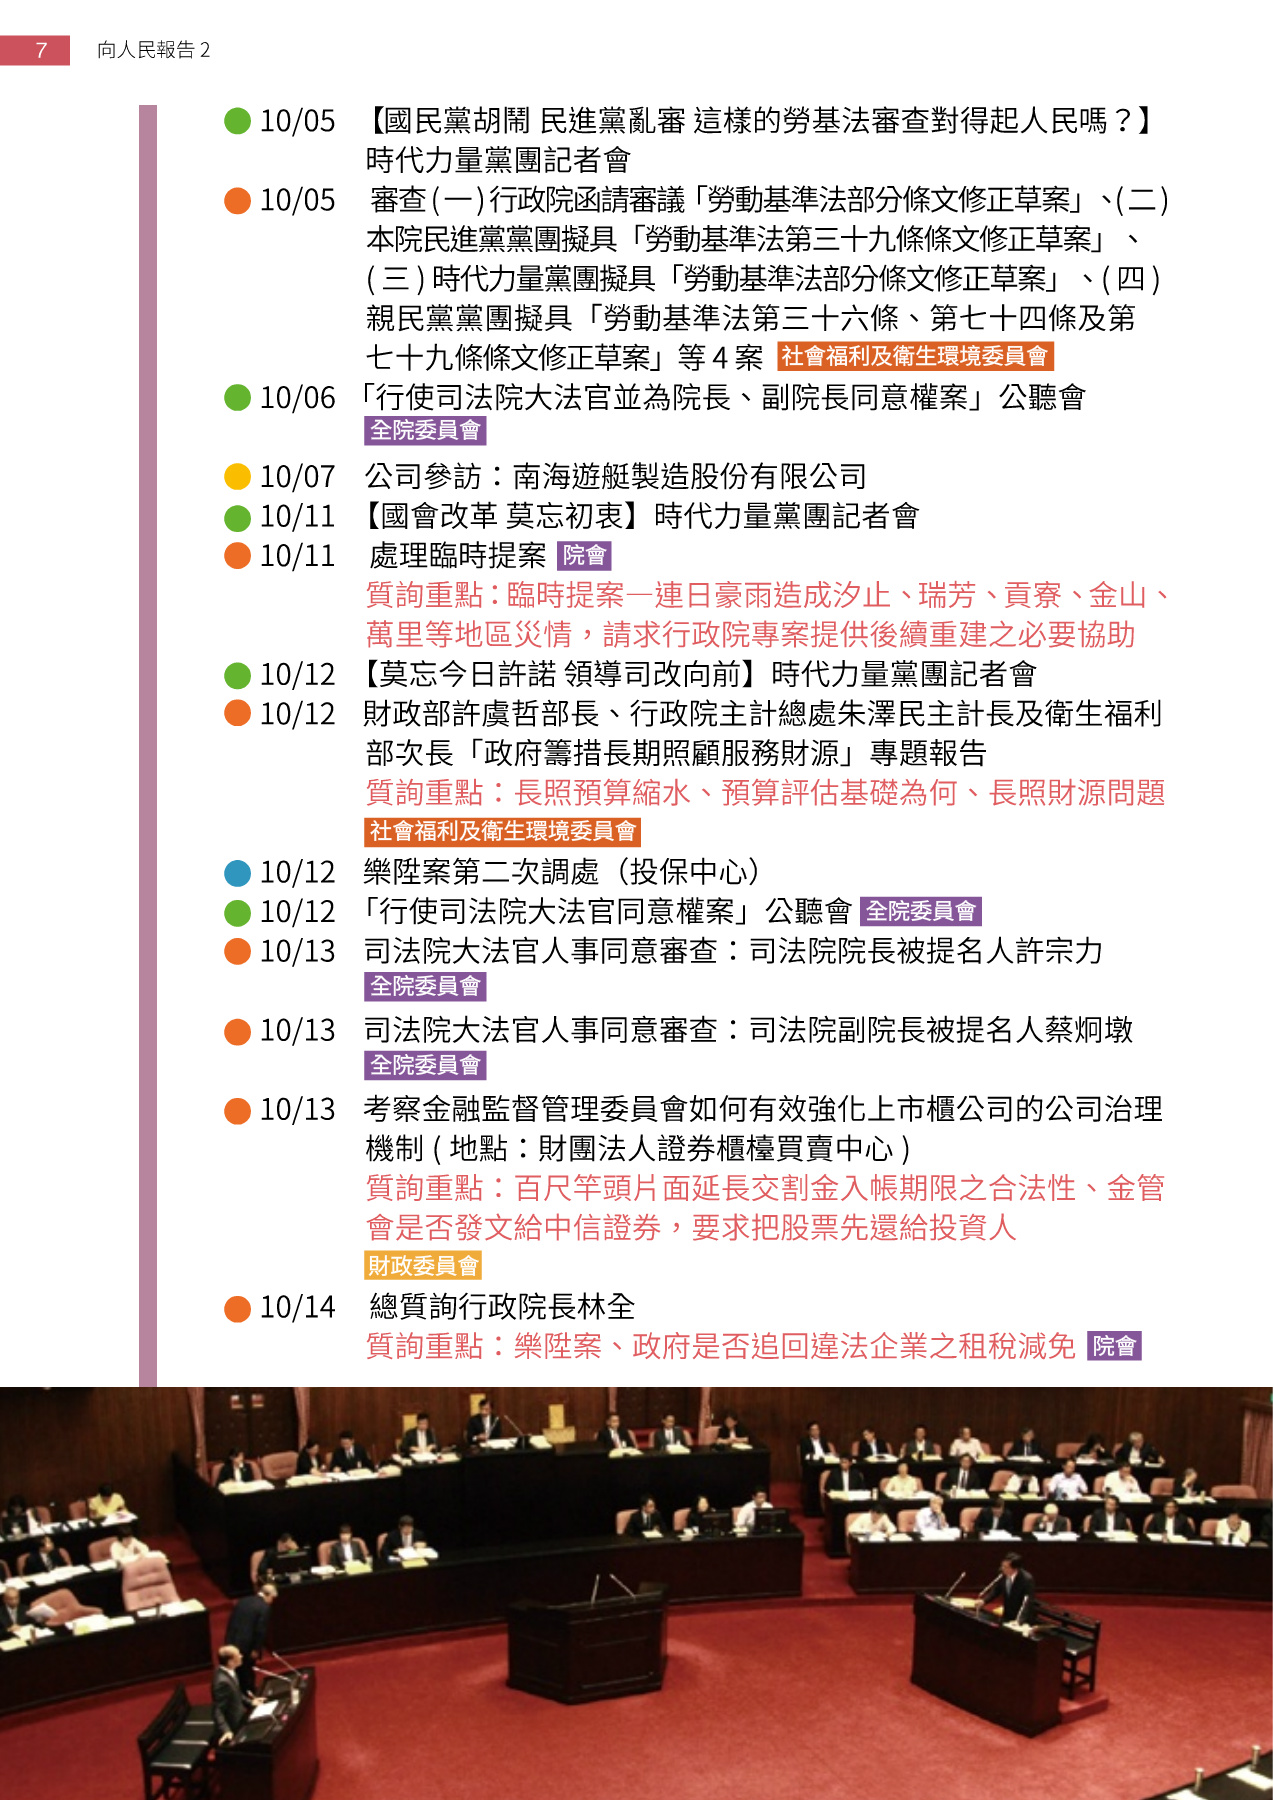 7 向人民報告 2
10/05 【國民黨胡鬧 民進黨亂審 這樣的勞基法審查對得起人民嗎？】
時代力量黨團記者會
10/05 審查(一)行政院函請審議「勞動基準法部分條文修正草案」、(二)
本院民進黨黨團擬具「勞動基準法第三十九條條文修正草案」、
(三)時代力量黨團擬具「勞動基準法部分條文修正草案」、(四)
親民黨黨團擬具「勞動基準法第三十六條、第七十四條及第
七十九條條文修正草案」等 4 案 社會福利及衛生環境委員會
10/06 「行使司法院大法官並為院長、副院長同意權案」公聽會
全院委員會
10/07 公司參訪：南海遊艇製造股份有限公司
10/11 【國會改革 莫忘初衷】時代力量黨團記者會
10/11 處理臨時提案 院會
質詢重點：臨時提案—連日豪雨造成汐止、瑞芳、貢寮、金山、
萬里等地區災情，請求行政院專案提供後續重建之必要協助
10/12 【莫忘今日許諾 領導司改向前】時代力量黨團記者會
10/12 財政部許虞哲部長、行政院主計總處朱澤民主計長及衛生福利
部次長「政府籌措長期照顧服務財源」專題報告
質詢重點：長照預算縮水、預算評估基礎為何、長照財源問題
社會福利及衛生環境委員會
10/12 樂陞案第二次調處（投保中心）
10/12 「行使司法院大法官同意權案」公聽會 全院委員會
10/13 司法院大法官人事同意審查：司法院院長被提名人許宗力
全院委員會
10/13 司法院大法官人事同意審查：司法院副院長被提名人蔡炯墩
全院委員會
10/13 考察金融監督管理委員會如何有效強化上市櫃公司的公司治理
機制 ( 地點：財團法人證券櫃檯買賣中心 )
質詢重點：百尺竿頭片面延長交割金入帳期限之合法性、金管
會是否發文給中信證券，要求把股票先還給投資人
財政委員會
10/14 總質詢行政院長林全
質詢重點：樂陞案、政府是否追回違法企業之租稅減免 院會